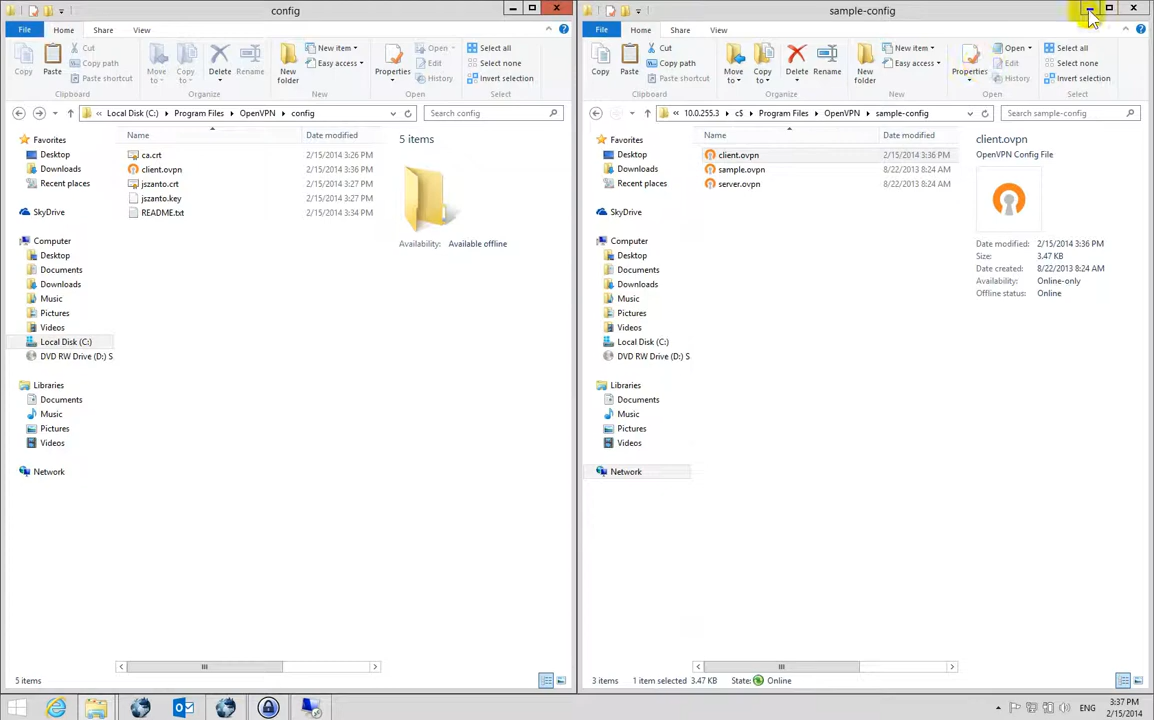 config
File Home Share View
Copy Paste Cut Copy path Paste shortcut Move to Copy to Delete Rename New folder New item Easy access Properties Open Edit History Select all Select none Invert selection
Clipboard Organize New Open Select
Local Disk (C:) Program Files OpenVPN config Search config
Favorites
Desktop
Downloads
Recent places
SkyDrive
Computer
Desktop
Documents
Downloads
Music
Pictures
Videos
Local Disk (C:)
DVD RW Drive (D:) S
Libraries
Documents
Music
Pictures
Videos
Network
Name Date modified
ca.crt 2/15/2014 3:26 PM
client.ovpn 2/15/2014 3:36 PM
jszanto.crt 2/15/2014 3:27 PM
jszanto.key 2/15/2014 3:27 PM
README.txt 2/15/2014 3:34 PM
5 items
Availability: Available offline
5 items
sample-config
File Home Share View
Copy Paste Cut Copy path Paste shortcut Move to Copy to Delete Rename New folder New item Easy access Properties Open Edit History Select all Select none Invert selection
Clipboard Organize New Open Select
10.0.255.3 c$ Program Files OpenVPN sample-config Search sample-config
Favorites
Desktop
Downloads
Recent places
SkyDrive
Computer
Desktop
Documents
Downloads
Music
Pictures
Videos
Local Disk (C:)
DVD RW Drive (D:) S
Libraries
Documents
Music
Pictures
Videos
Network
Name Date modified
client.ovpn 2/15/2014 3:36 PM
sample.ovpn 8/22/2013 8:24 AM
server.ovpn 8/22/2013 8:24 AM
client.ovpn
OpenVPN Config File
Date modified: 2/15/2014 3:36 PM
Size: 3.47 KB
Date created: 8/22/2013 8:24 AM
Availability: Online-only
Offline status: Online
3 items 1 item selected 3.47 KB State: Online
ENG 3:37 PM
2/15/2014